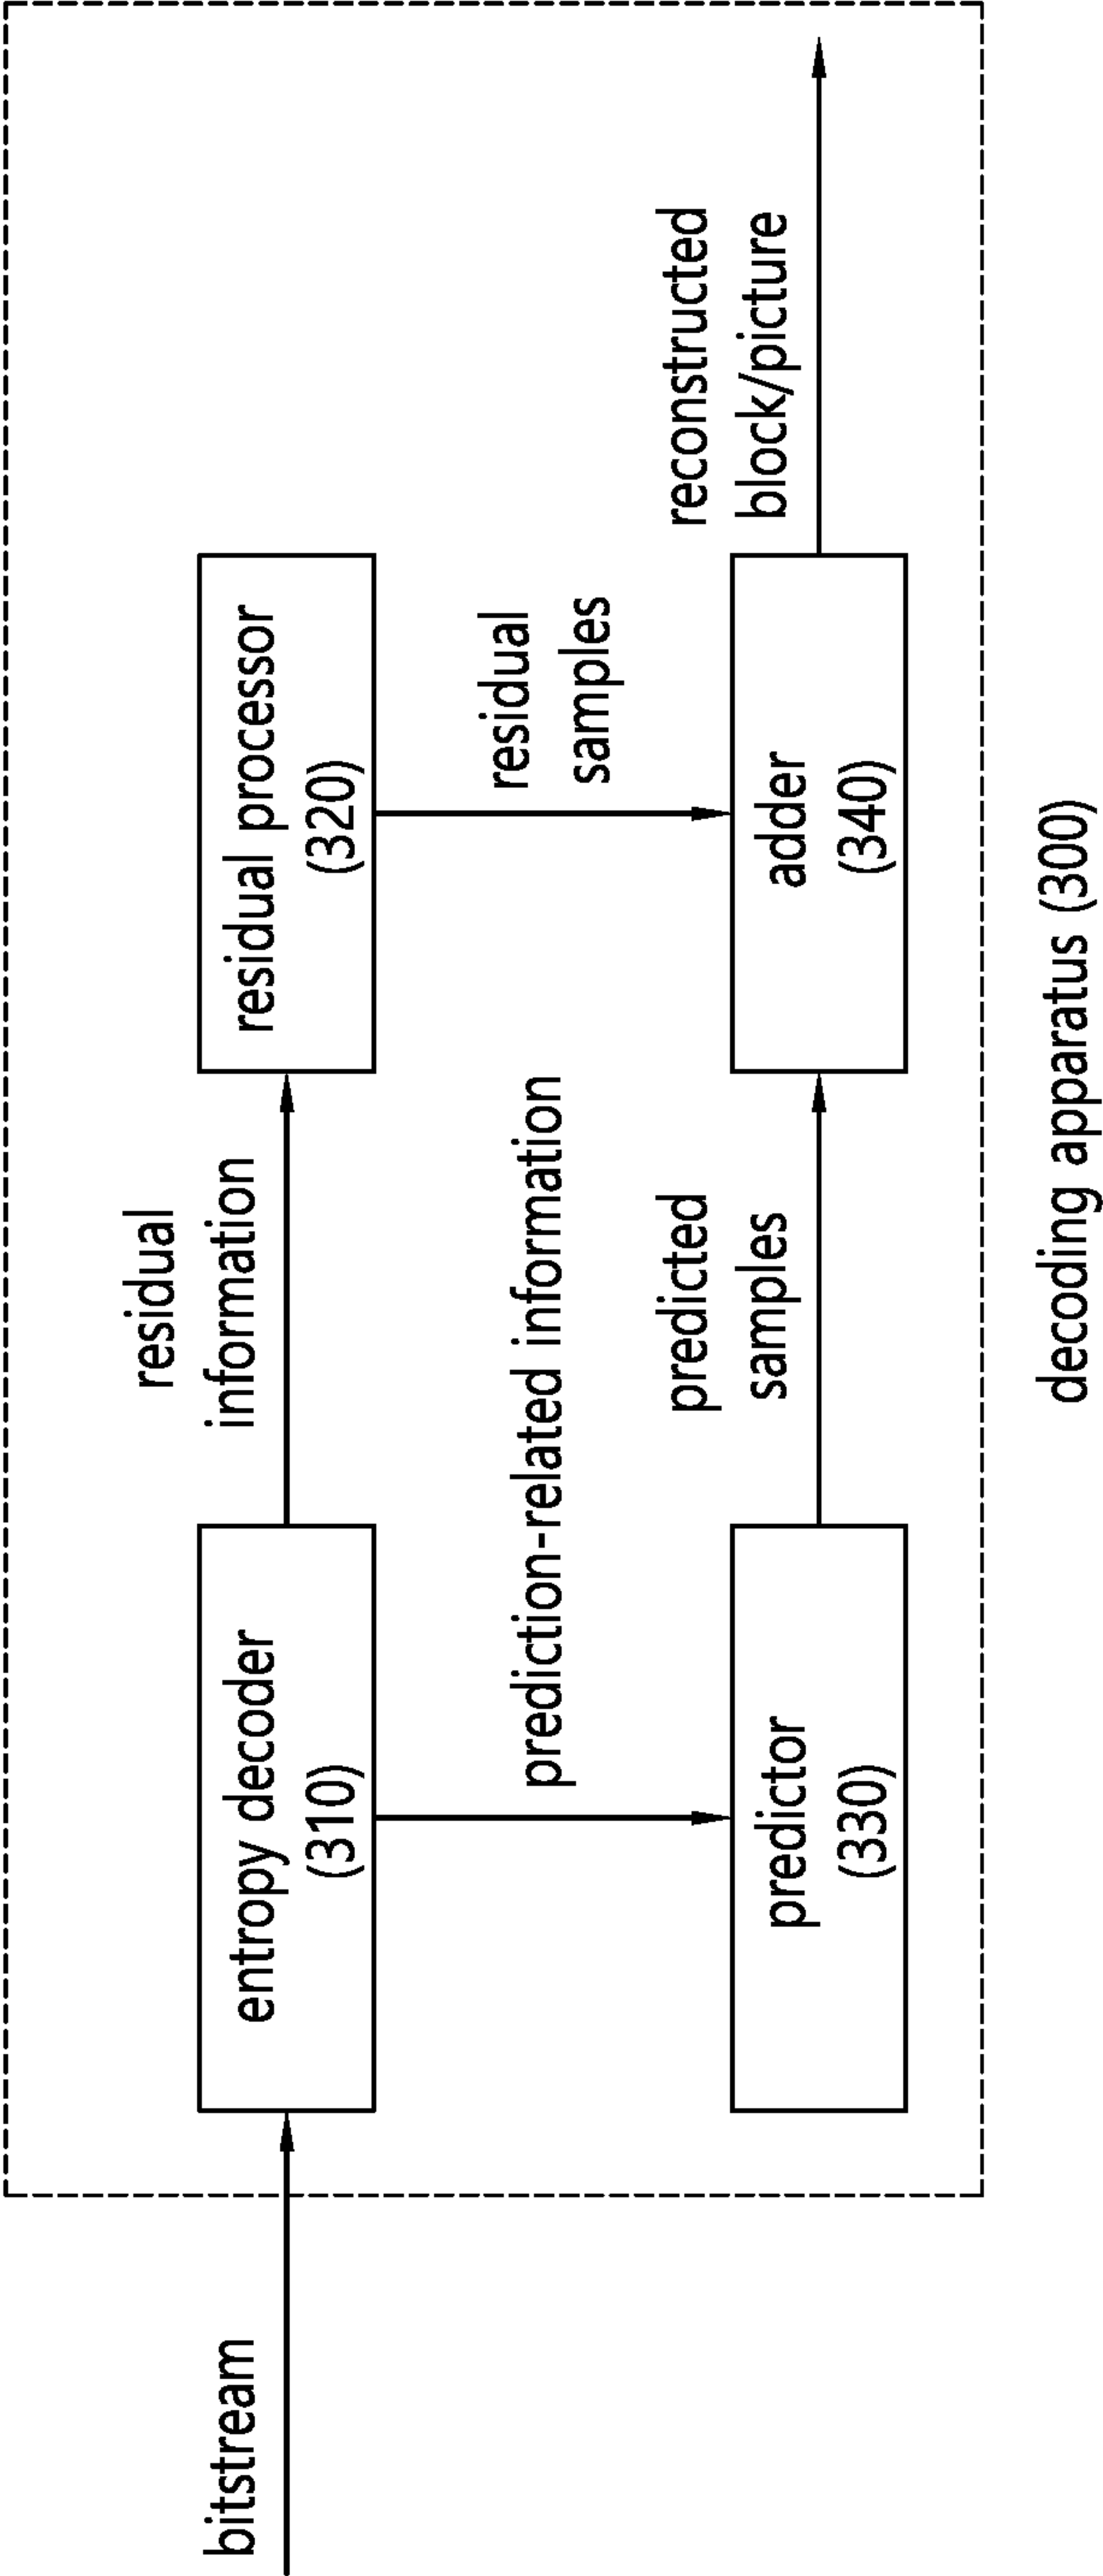 bitstream
entropy decoder
(310)
residual
information
residual processor
(320)
prediction-related information
residual
samples
predictor
(330)
predicted
samples
adder
(340)
reconstructed
block/picture
decoding apparatus (300)